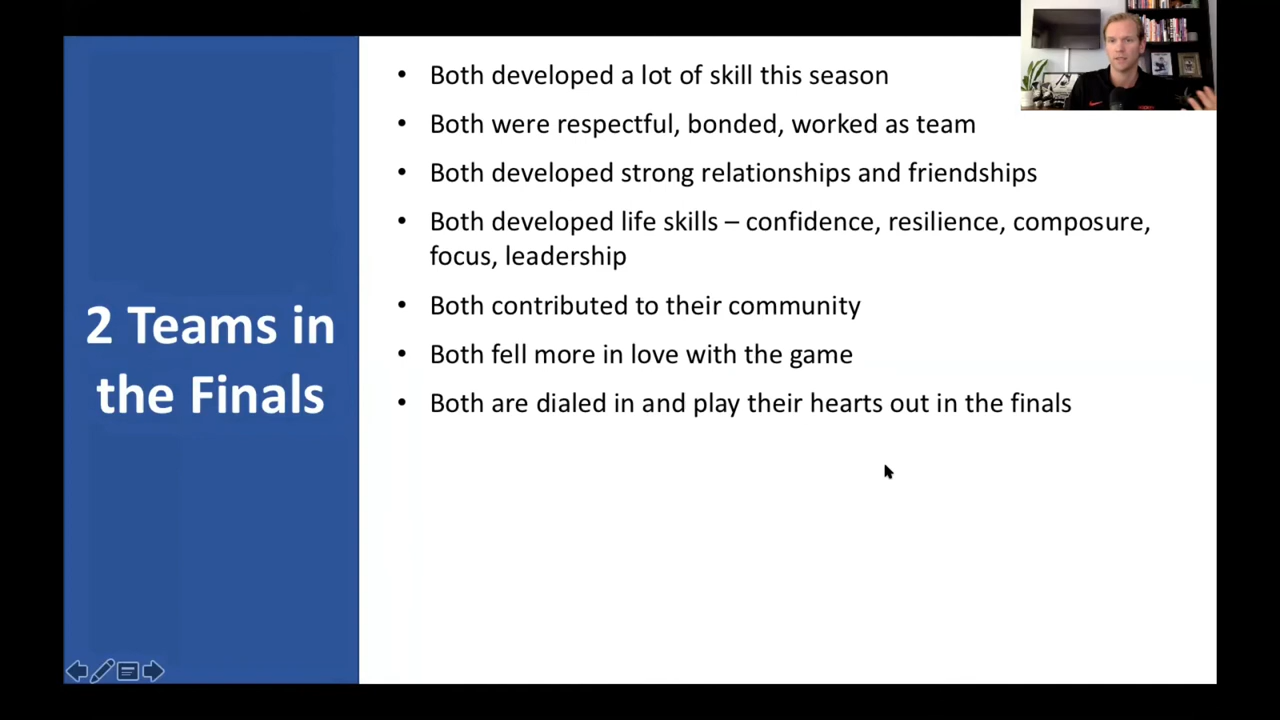 2 Teams in
the Finals
• Both developed a lot of skill this season
• Both were respectful, bonded, worked as team
• Both developed strong relationships and friendships
• Both developed life skills – confidence, resilience, composure,
focus, leadership
• Both contributed to their community
• Both fell more in love with the game
• Both are dialed in and play their hearts out in the finals